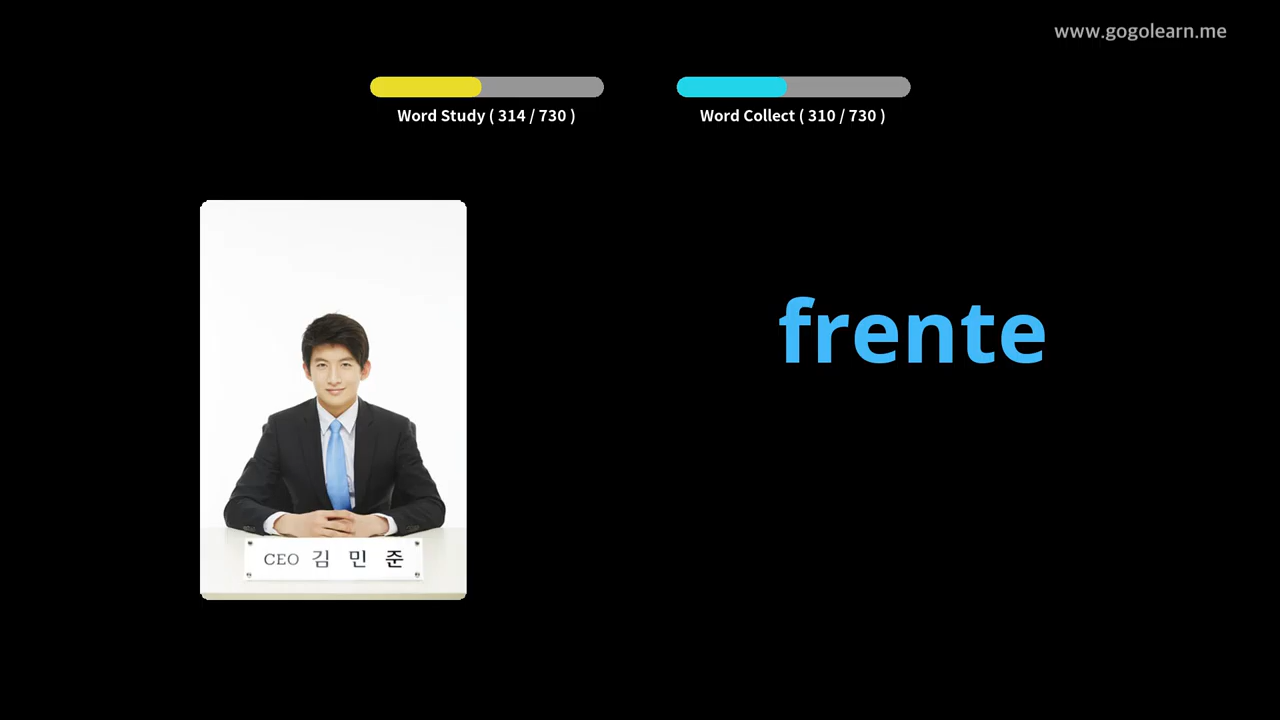 www.gogolearn.me
Word Study ( 314 / 730 )
Word Collect ( 310 / 730 )
frente
CEO 김 민 준